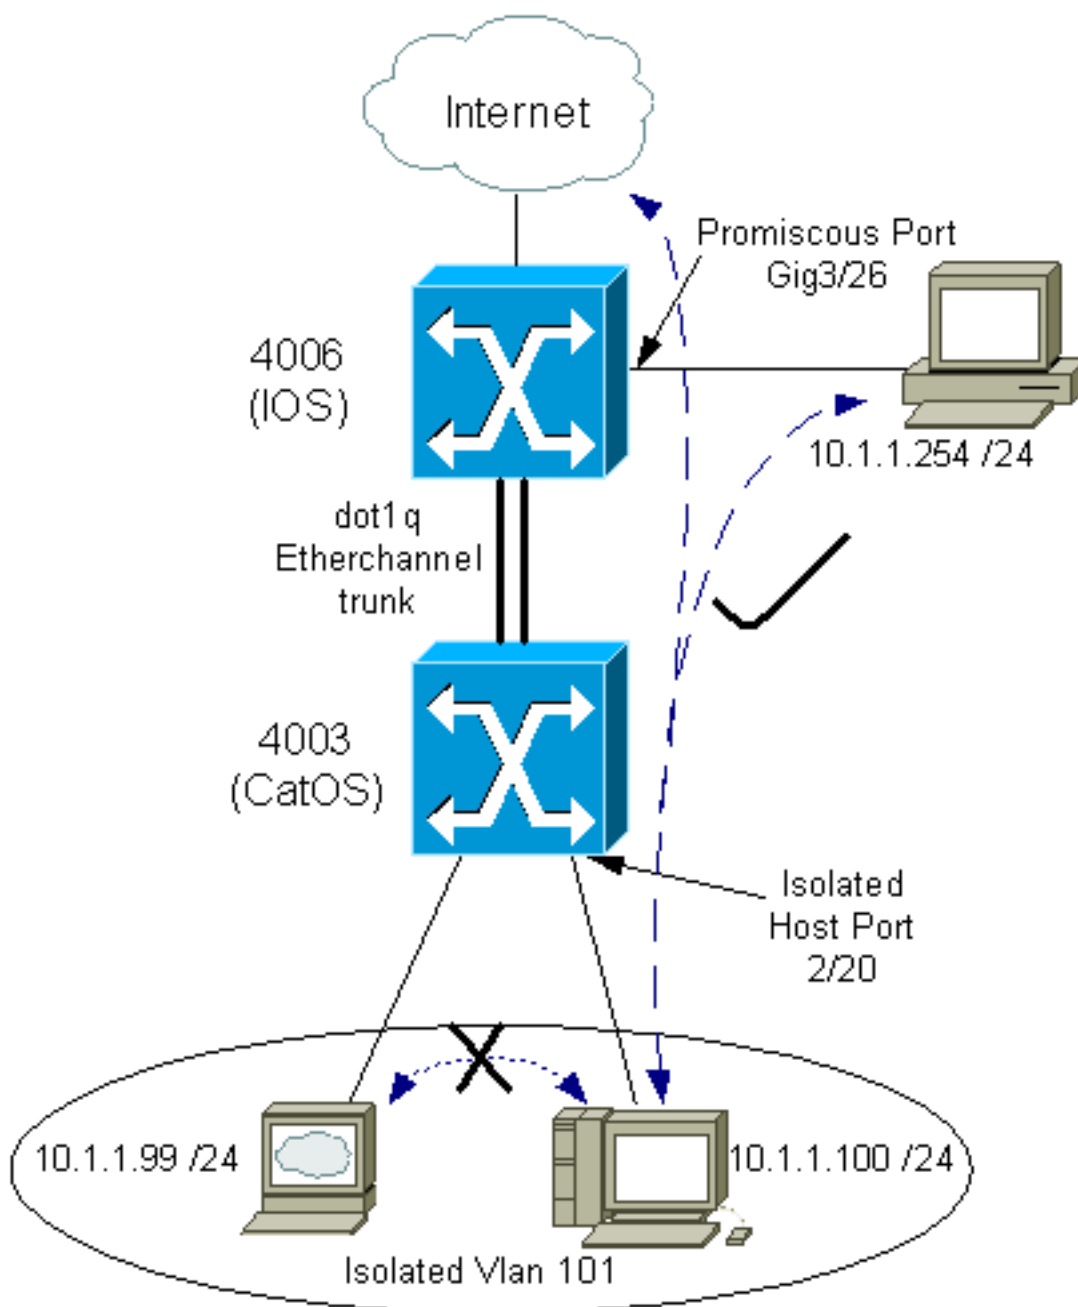 Internet
Promiscous Port
Gig3/26
4006
(IOS)
10.1.1.254 /24
dot1q
Etherchannel
trunk
4003
(CatOS)
Isolated
Host Port
2/20
10.1.1.99 /24
10.1.1.100 /24
Isolated Vlan 101